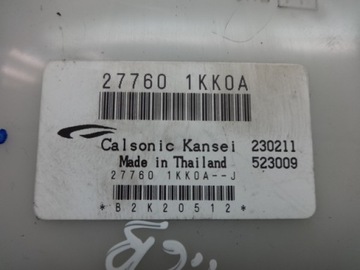 27760 1KK0A
Calsonic Kansei 230211
Made in Thailand 523009
27760 1KK0A--J
*B2K20512*